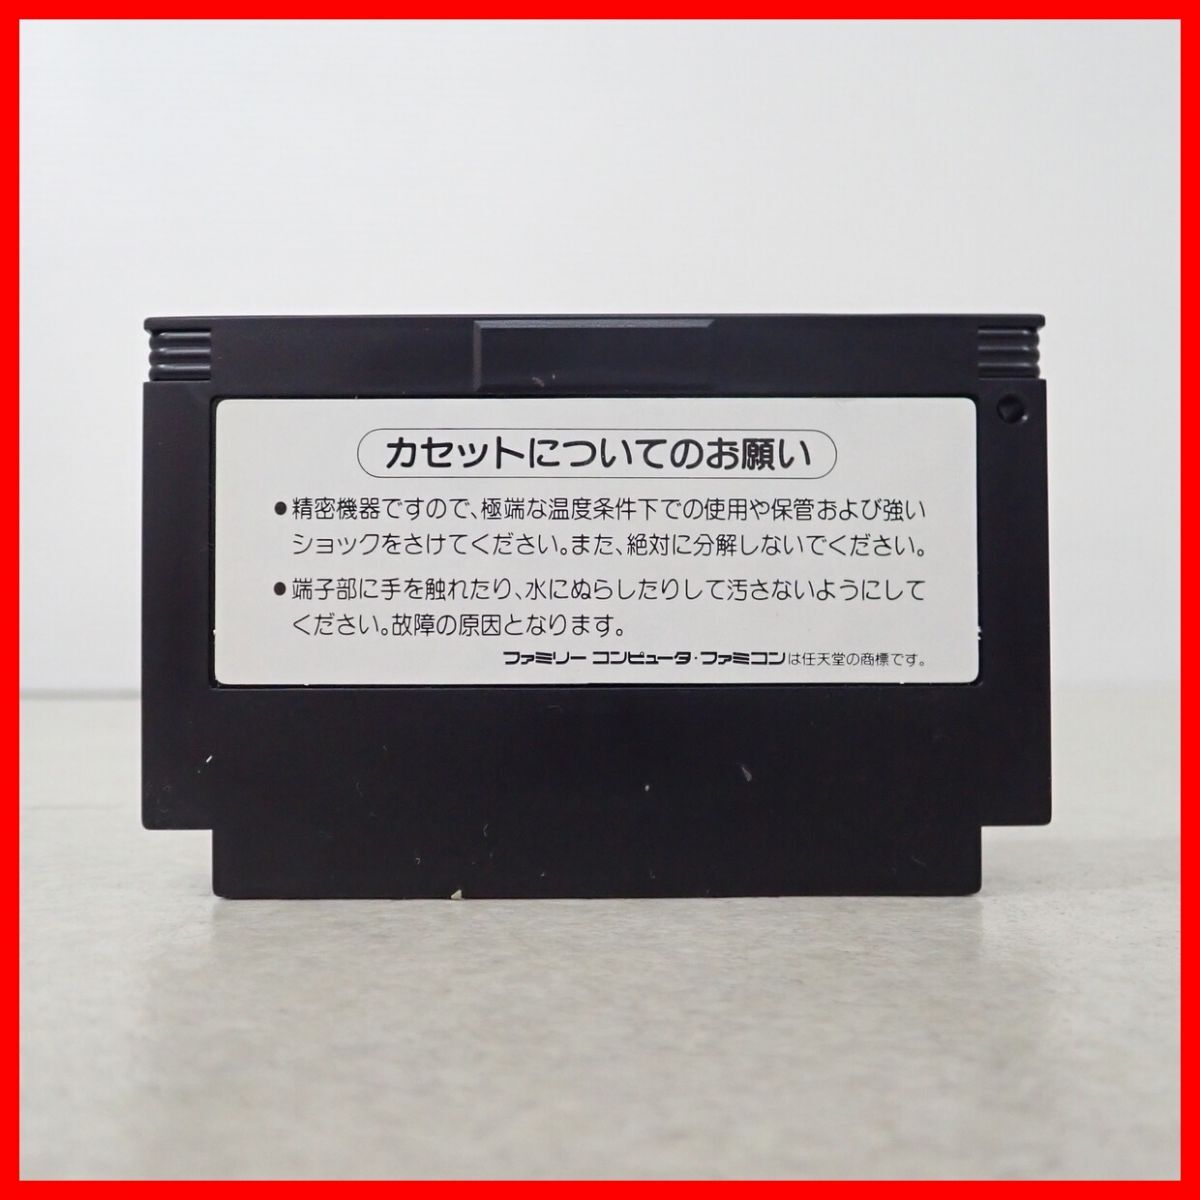 カセットについてのお願い
●精密機器ですので、極端な温度条件下での使用や保管および強い
ショックをさけてください。また、絶対に分解しないでください。
●端子部に手を触れたり、水にぬらしたりして汚さないようにして
ください。故障の原因となります。
ファミリー コンピュータ・ファミコンは任天堂の商標です。